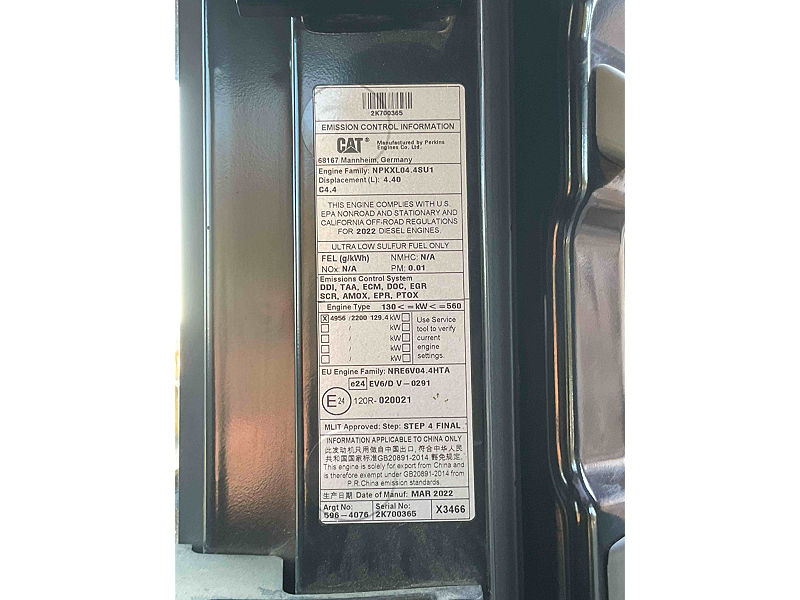 2K700365
EMISSION CONTROL INFORMATION
CAT® Manufactured by Perkins
Engines Co. Ltd.
68167 Mannheim, Germany
Engine Family: NPKXL04.4SU1
Displacement (L): 4.40
C4.4
THIS ENGINE COMPLIES WITH U.S.
EPA NONROAD AND STATIONARY AND
CALIFORNIA OFF-ROAD REGULATIONS
FOR 2022 DIESEL ENGINES.
ULTRA LOW SULFUR FUEL ONLY
FEL (g/kWh) NMHC: N/A
NOx: N/A PM: 0.01
Emissions Control System
DDI, TAA, ECM, DOC, EGR
SCR, AMOX, EPR, PTOX
Engine Type 130 < =kW < =560
X 4956 /2200 129.4 kW
/ kW
/ kW
/ kW
/ kW
Use Service
tool to verify
current
engine
settings.
EU Engine Family: NRE6V04.4HTA
e24 EV6/D V-0291
E24 120R-020021
MLIT Approved: Step: STEP 4 FINAL
INFORMATION APPLICABLE TO CHINA ONLY
此发动机只用做自中国出口, 符合中华人民
共和国国家标准GB20891-2014 豁免规定.
This engine is solely for export from China and
is therefore exempt under GB20891-2014 from
P.R.China emission standards.
生产日期: Date of Manuf: MAR 2022
Argt No: Serial No:
596-4076 2K700365 X3466